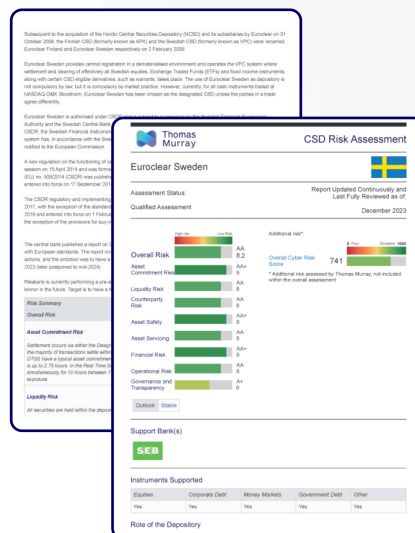 Subsequent to the acquisition of the Nordic Central Securities Depository (NCSD) and its subsidiaries by Euroclear on 31
October 2008, the Finnish CSD (formerly known as APK) and the Swedish CSD (formerly known as VPC) were renamed
Euroclear Finland and Euroclear Sweden respectively on 2 February 2009.
Euroclear Sweden provides central registration in a dematerialised environment and operates the VPC system where
settlement and clearing of effectively all Swedish equities, Exchange Traded Funds (ETFs) and fixed income instruments
along with certain CSD eligible derivatives, such as warrants, takes place. The use of Euroclear Sweden as depository is
not compulsory by law, but it is compulsory by market practice. However, currently, for all cash instruments traded at
NASDAQ OMX Stockholm, Euroclear Sweden has been chosen as the designated CSD unless the parties in a trade
agree differently.
Euroclear Sweden is authorised under CSDR
Authority and the Swedish Central Bank
CSDR, the Swedish Financial Instrumen
system has, in accordance with the Swe
notified to the European Commission
A new regulation on the functioning of ce
session on 15 April 2014 and was forma
(EU) no. 909/2014 (CSDR) was publishe
entered into force on 17 September 201
The CSDR regulatory and implementing
2017, with the exception of the standard
2018 and entered into force on 1 Februa
the exception of the provisions for buy-in
The central bank published a report on 2
with European standards. The report inc
actions, and the ambition was to have a
2023 (later postponed to mid-2024)
Riksbank is currently performing a pre-st
kronor in the future. Target is to have a f
Risk Summary
Overall Risk
Asset Commitment Risk
Settlement occurs via either the Design
the majority of transactions settle within
DTGS have a typical asset commitment
is up to 2.75 hours. In the Real Time Se
simultaneously for 10 hours between 7
exposure.
Liquidity Risk
All securities are held within the deposit
Thomas
Murray
CSD Risk Assessment
Euroclear Sweden
Assessment Status:
Qualified Assessment
Report Updated Continuously and
Last Fully Reviewed as of:
December 2023
High risk Low Risk
Overall Risk AA 8.2
Asset Commitment Risk AA+ 9
Liquidity Risk AA 8
Counterparty Risk AA 8
Asset Safety AA+ 9
Asset Servicing AA 8
Financial Risk AA+ 9
Operational Risk AA 8
Governance and Transparency A+ 6
Outlook Stable
Additional risk*:
0 Poor Excellent 1000
Overall Cyber Risk Score 741
* Additional risk assessed by Thomas Murray, not included
within the overall assessment
Support Bank(s)
SEB
Instruments Supported
Equities Corporate Debt Money Markets Government Debt Other
Yes Yes Yes Yes Yes
Role of the Depository